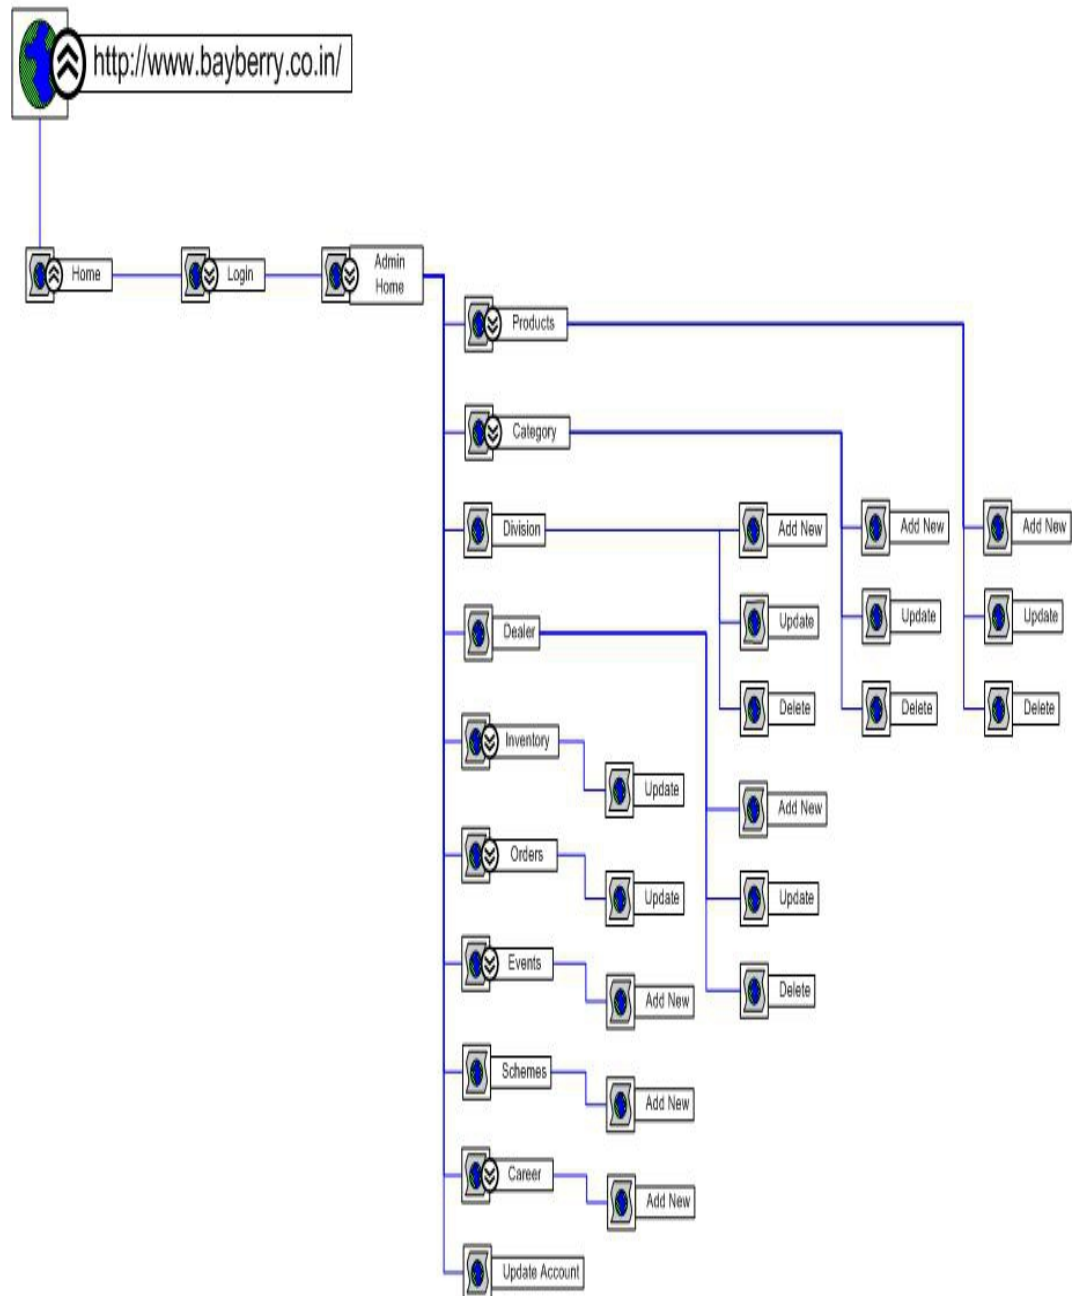 http://www.bayberry.co.in/
Home
Login
Admin
Home
Products
Category
Division
Add New
Add New
Add New
Update
Update
Update
Dealer
Delete
Delete
Delete
Inventory
Update
Add New
Orders
Update
Update
Events
Add New
Delete
Schemes
Add New
Career
Add New
Update Account